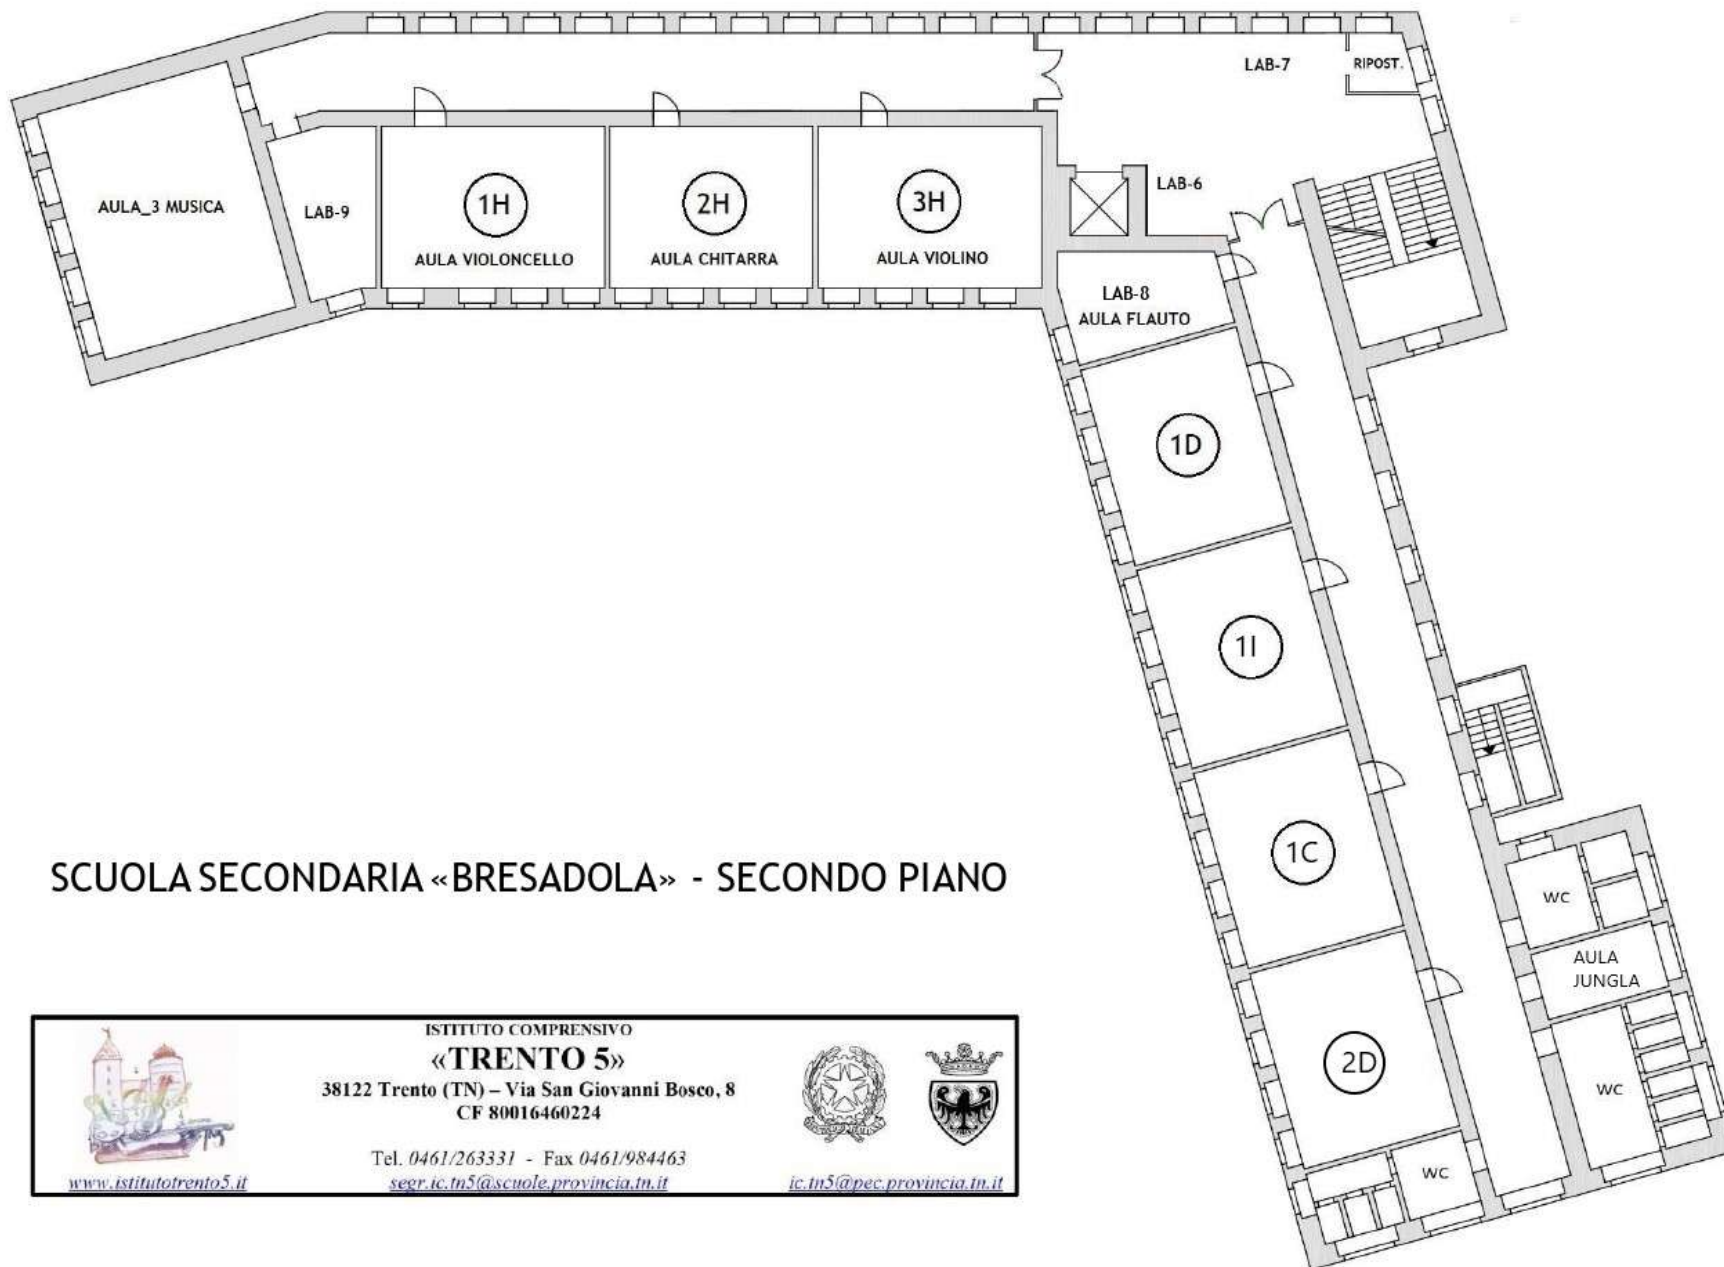 LAB-7
RIPOST.
AULA_3 MUSICA
LAB-9
1H
AULA VIOLONCELLO
2H
AULA CHITARRA
3H
AULA VIOLINO
LAB-6
LAB-8
AULA FLAUTO
1D
1I
1C
2D
WC
AULA
JUNGLA
WC
WC
SCUOLA SECONDARIA «BRESADOLA» - SECONDO PIANO
ISTITUTO COMPRENSIVO
«TRENTO 5»
38122 Trento (TN) – Via San Giovanni Bosco, 8
CF 80016460224
Tel. 0461/263331 - Fax 0461/984463
www.istitutotrento5.it
segr.ic.tn5@scuole.provincia.tn.it
ic.tn5@pec.provincia.tn.it